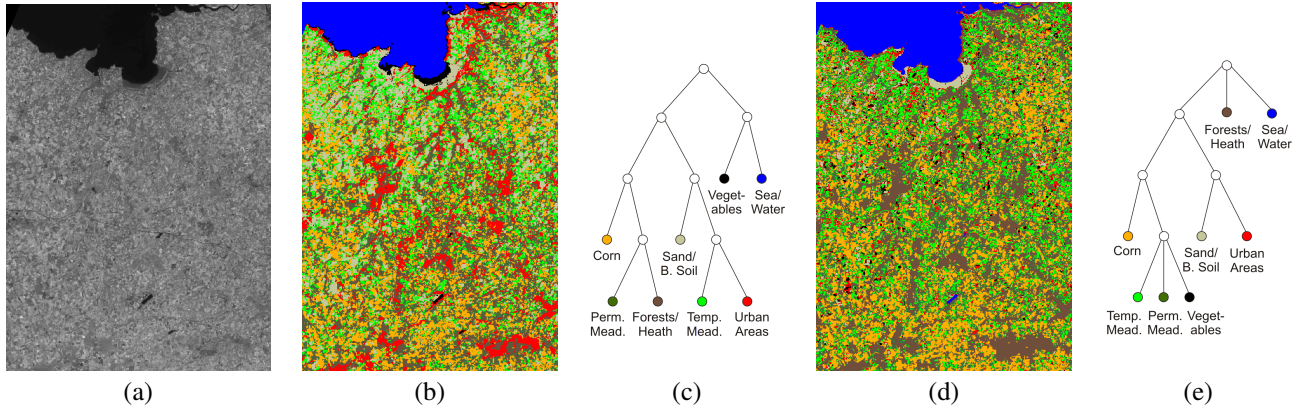 Veget-
ables
Sea/
Water
Corn
Sand/
B. Soil
Perm.
Mead.
Forests/
Heath
Temp.
Mead.
Urban
Areas
Forests/
Heath
Sea/
Water
Corn
Sand/
B. Soil
Urban
Areas
Temp.
Mead.
Perm.
Mead.
Veget-
ables
(a) (b) (c) (d) (e)